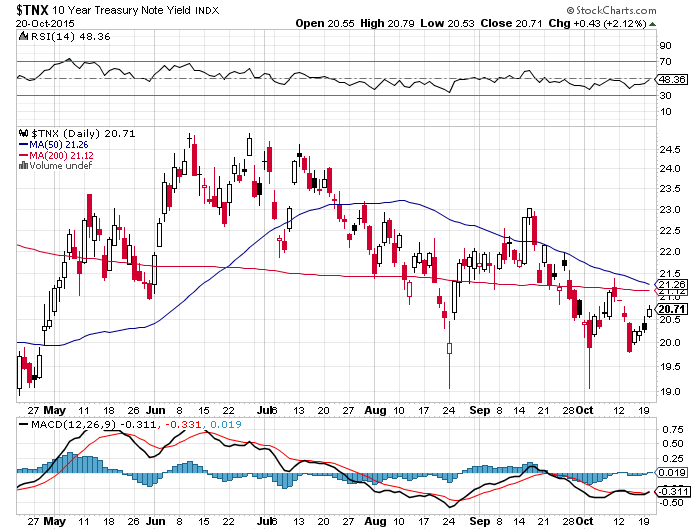 $TNX 10 Year Treasury Note Yield INDX
© StockCharts.com
20-Oct-2015
Open 20.55 High 20.79 Low 20.53 Close 20.71 Chg +0.43 (+2.12%)
RSI(14) 48.36
90
70
48.36
30
10
$TNX (Daily) 20.71
MA(50) 21.26
MA(200) 21.12
Volume undef
24.5
24.0
23.5
23.0
22.5
22.0
21.5
21.26
21.12
21.0
20.71
20.5
20.0
19.5
19.0
27 May 11 18 26 Jun 8 15 22 Jul 6 13 20 27 Aug 10 17 24 Sep 8 14 21 28 Oct 12 19
MACD(12,26,9) -0.311, -0.331, 0.019
0.75
0.50
0.25
0.019
-0.311
-0.50
27 May 11 18 26 Jun 8 15 22 Jul 6 13 20 27 Aug 10 17 24 Sep 8 14 21 28 Oct 12 19